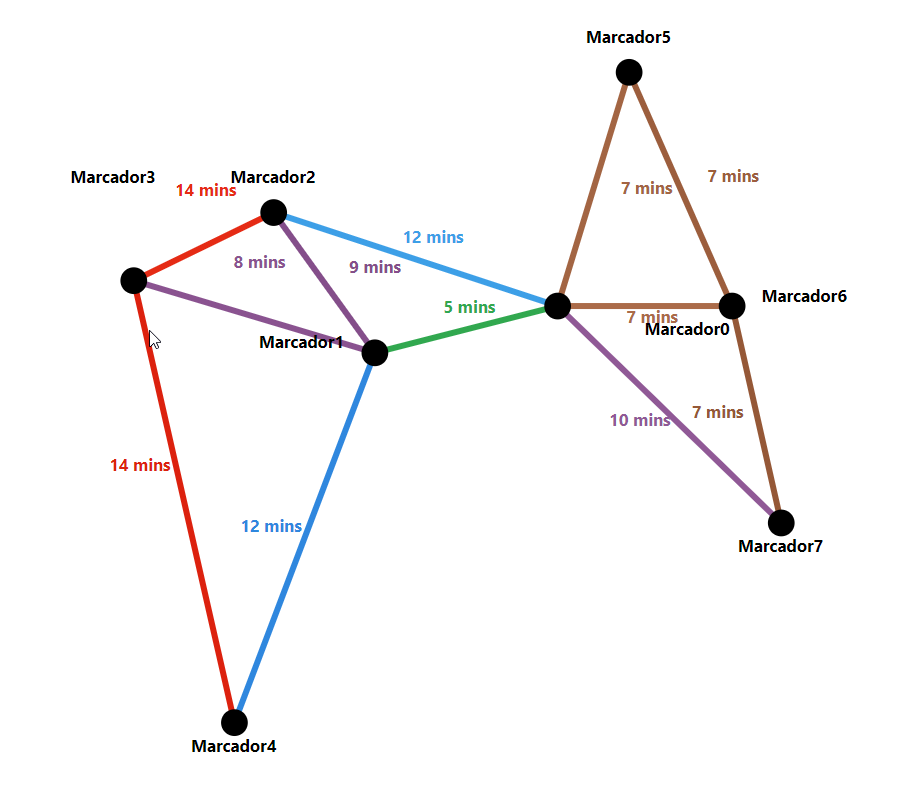 Marcador5
Marcador3
Marcador2
14 mins
7 mins
7 mins
12 mins
8 mins
9 mins
Marcador6
5 mins
7 mins
Marcador0
Marcador1
7 mins
10 mins
14 mins
12 mins
Marcador7
Marcador4